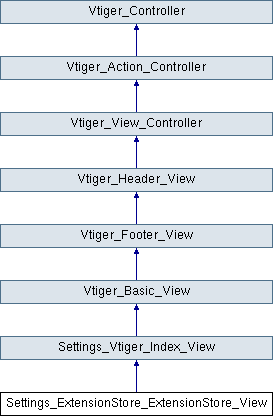 Vtiger_Controller
Vtiger_Action_Controller
Vtiger_View_Controller
Vtiger_Header_View
Vtiger_Footer_View
Vtiger_Basic_View
Settings_Vtiger_Index_View
Settings_ExtensionStore_ExtensionStore_View